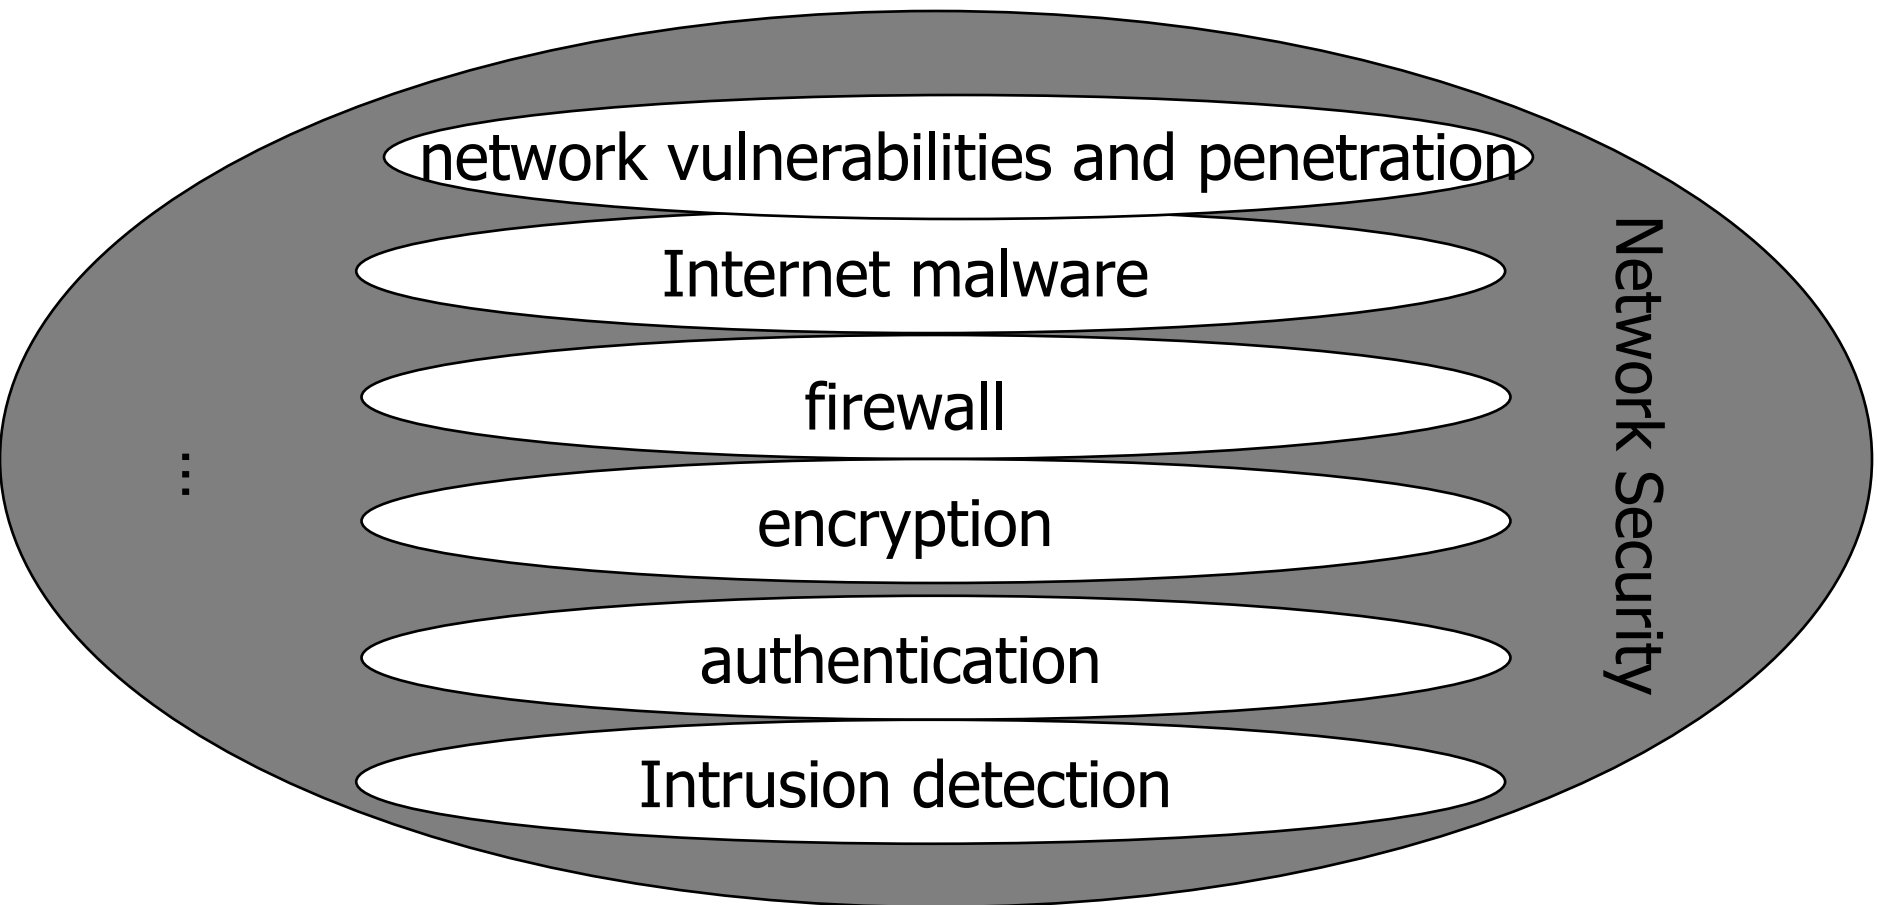 network vulnerabilities and penetration
Internet malware
firewall
encryption
authentication
Intrusion detection
Network Security
...